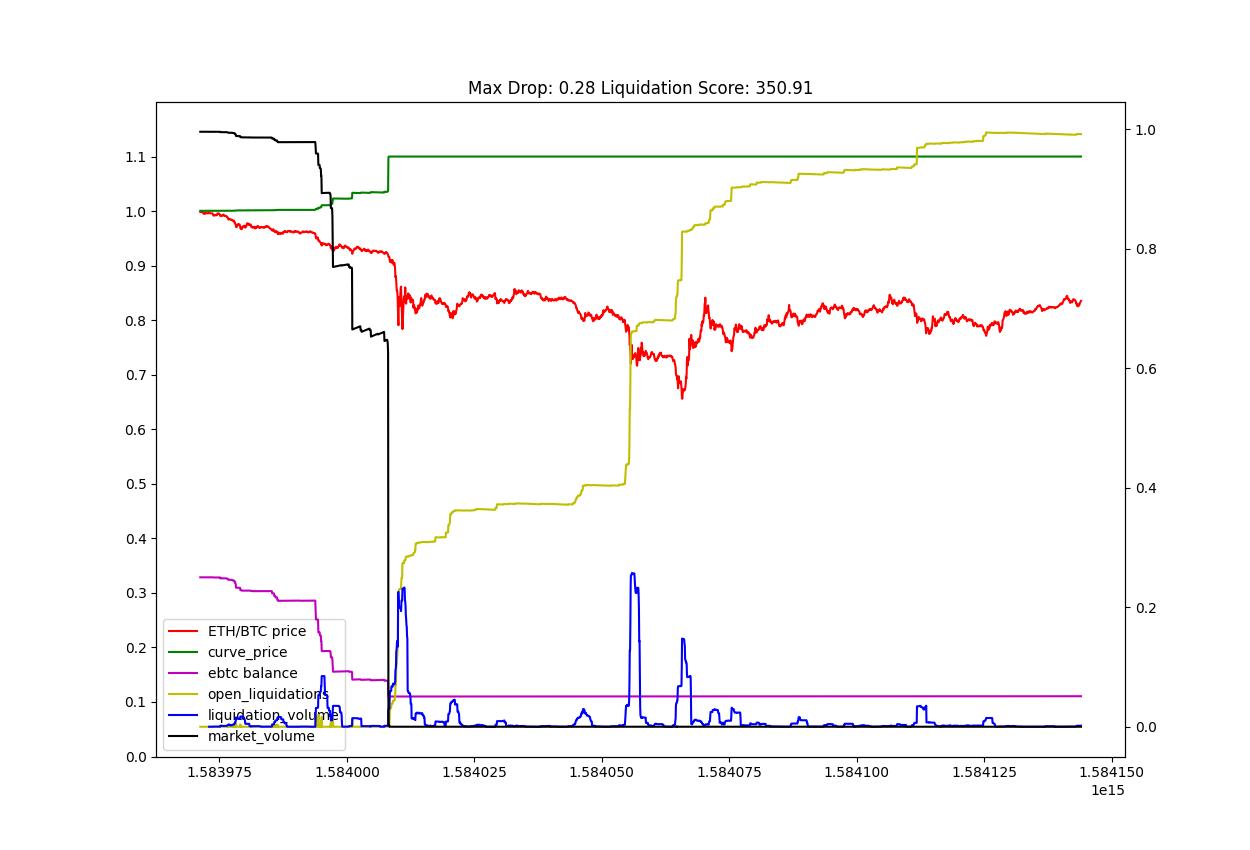 Max Drop: 0.28 Liquidation Score: 350.91
1.1
1.0
0.9
0.8
0.7
0.6
0.5
0.4
0.3
0.2
0.1
0.0
1.0
0.8
0.6
0.4
0.2
0.0
ETH/BTC price
curve_price
ebtc balance
open_liquidations
liquidation_volume
market_volume
1.583975 1.584000 1.584025 1.584050 1.584075 1.584100 1.584125 1.584150
1e15